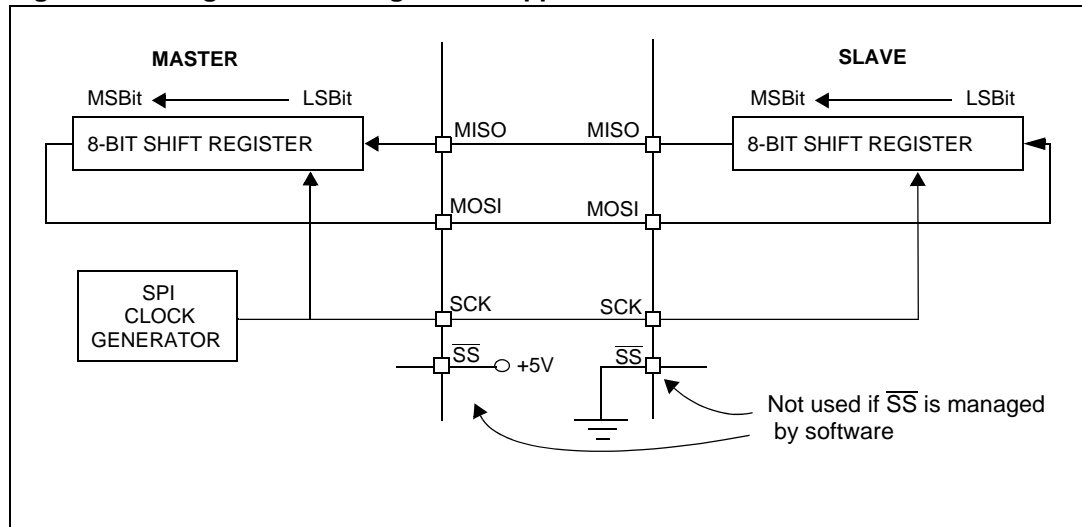 MASTER
SLAVE
MSBit
LSBit
MSBit
LSBit
8-BIT SHIFT REGISTER
MISO
MISO
8-BIT SHIFT REGISTER
MOSI
MOSI
SPI
CLOCK
GENERATOR
SCK
SCK
SS
+5V
SS
Not used if SS is managed
by software